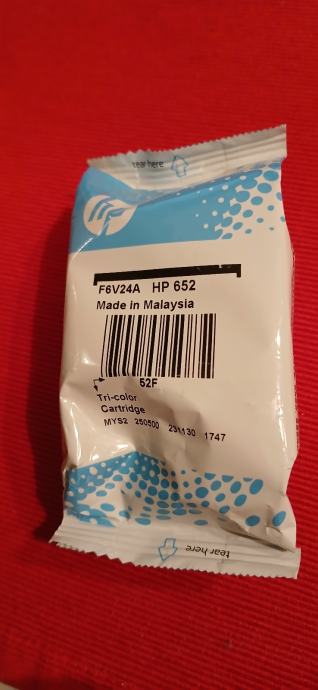 tear here
F6V24A HP 652
Made in Malaysia
52F
Tri-color
Cartridge
MYS2 250500 231130 1747
tear here